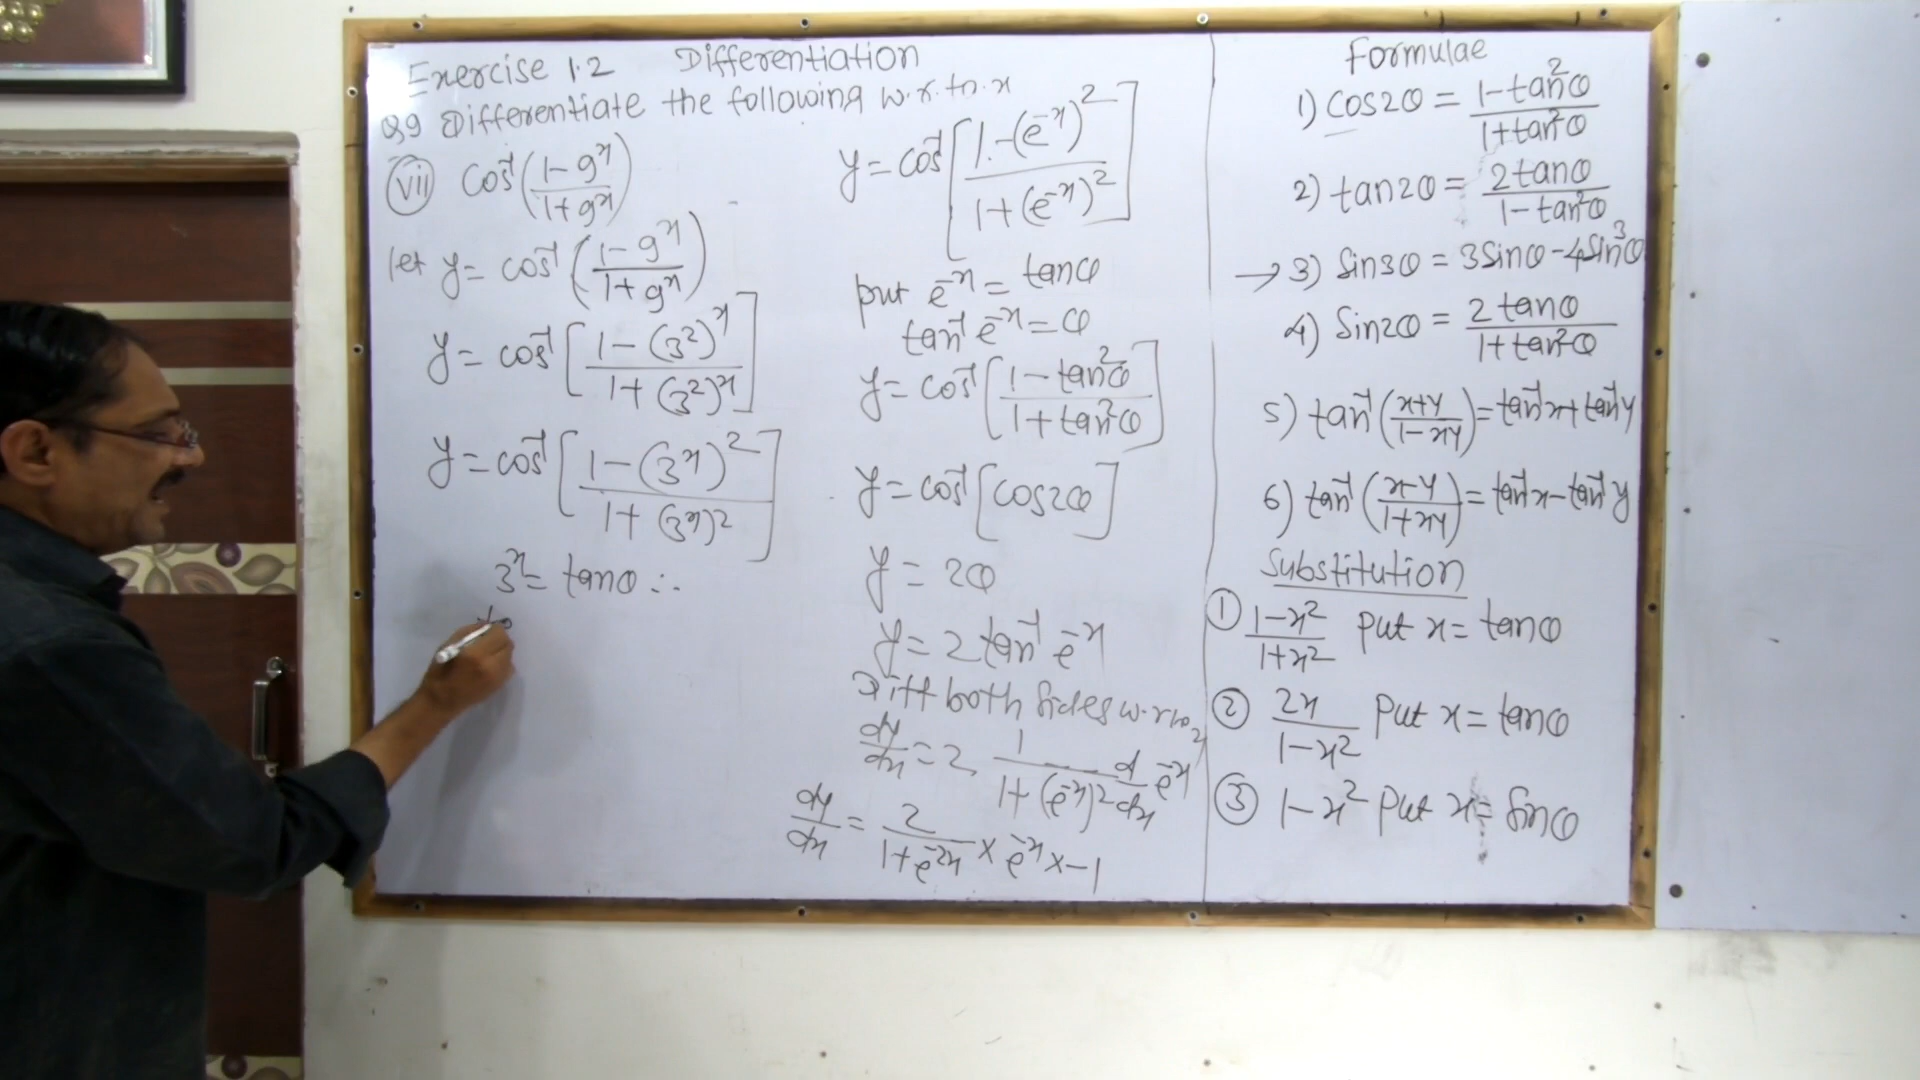 Exercise 1.2 Differentiation
Q9 Differentiate the following w.r.to.x
(vii) cos⁻¹((1-9ˣ)/(1+9ˣ))
let y = cos⁻¹((1-9ˣ)/(1+9ˣ))
y = cos⁻¹[(1-(3²)ˣ)/(1+(3²)ˣ)]
y = cos⁻¹[(1-(3ˣ)²)/(1+(3ˣ)²)]
3ˣ = tanθ ∴
y = cos⁻¹[(1-(e⁻ˣ)²)/(1+(e⁻ˣ)²)]
put e⁻ˣ = tanθ
tan⁻¹ e⁻ˣ = θ
y = cos⁻¹[(1-tan²θ)/(1+tan²θ)]
y = cos⁻¹[cos2θ]
y = 2θ
y = 2 tan⁻¹ e⁻ˣ
Diff both sides w.r.to x
dy/dx = 2. 1/(1+(e⁻ˣ)²) d/dx e⁻ˣ
dy/dx = 2/(1+e⁻²ˣ) × e⁻ˣ × -1
Formulae
1) cos2θ = (1-tan²θ)/(1+tan²θ)
2) tan2θ = (2tanθ)/(1-tan²θ)
→ 3) Sin3θ = 3Sinθ-4Sin³θ
4) Sin2θ = (2 tanθ)/(1+tan²θ)
5) tan⁻¹((x+y)/(1-xy)) = tan⁻¹x+tan⁻¹y
6) tan⁻¹((x-y)/(1+xy)) = tan⁻¹x-tan⁻¹y
Substitution
① (1-x²)/(1+x²) put x = tanθ
② 2x/(1-x²) Put x = tanθ
③ 1-x² Put x = Sinθ